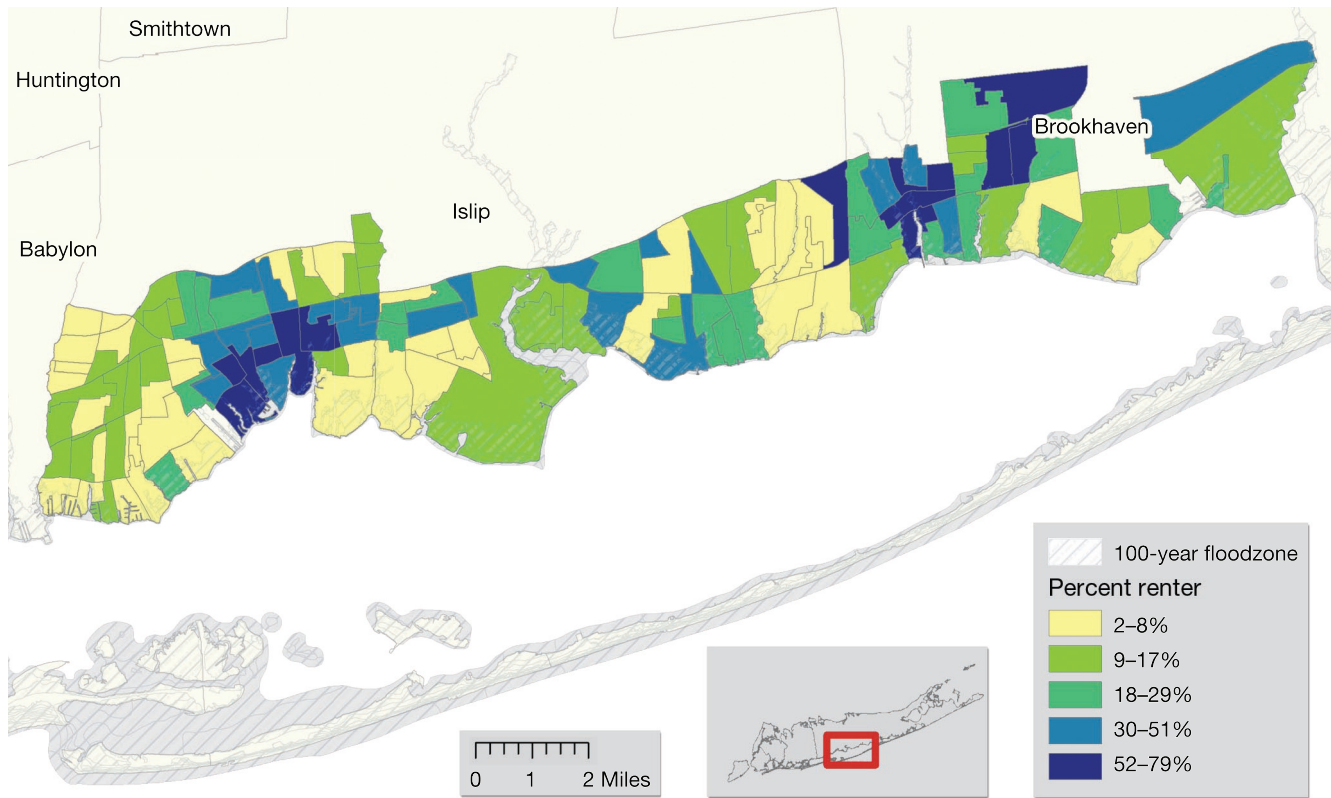 Smithtown
Huntington
Brookhaven
Islip
Babylon
100-year floodzone
Percent renter
2–8%
9–17%
18–29%
30–51%
52–79%
0 1 2 Miles